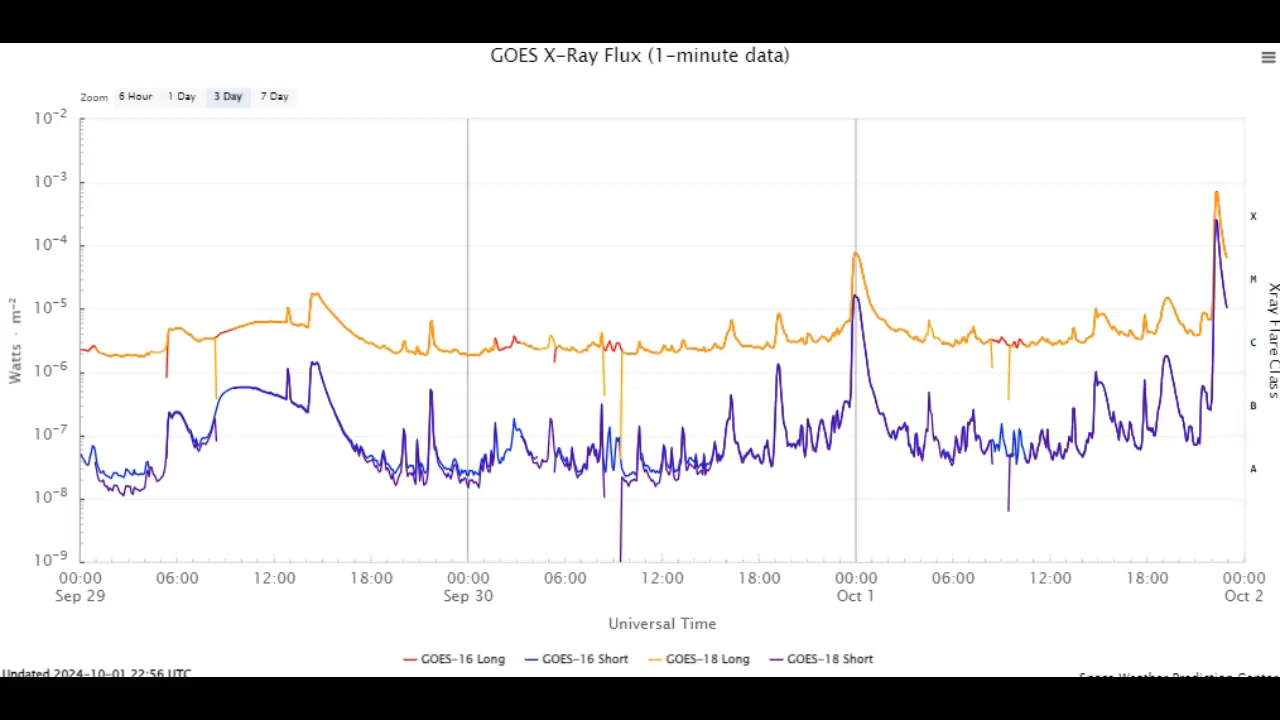 GOES X-Ray Flux (1-minute data)
Zoom 6 Hour 1 Day 3 Day 7 Day
10−2
10−3
10−4
10−5
10−6
10−7
10−8
10−9
Watts · m−2
X
M
C
B
A
Xray Flare Class
00:00 06:00 12:00 18:00 00:00 06:00 12:00 18:00 00:00 06:00 12:00 18:00 00:00
Sep 29 Sep 30 Oct 1 Oct 2
Universal Time
GOES-16 Long GOES-16 Short GOES-18 Long GOES-18 Short
Updated 2024-10-01 22:56 UTC
Space Weather Prediction Center